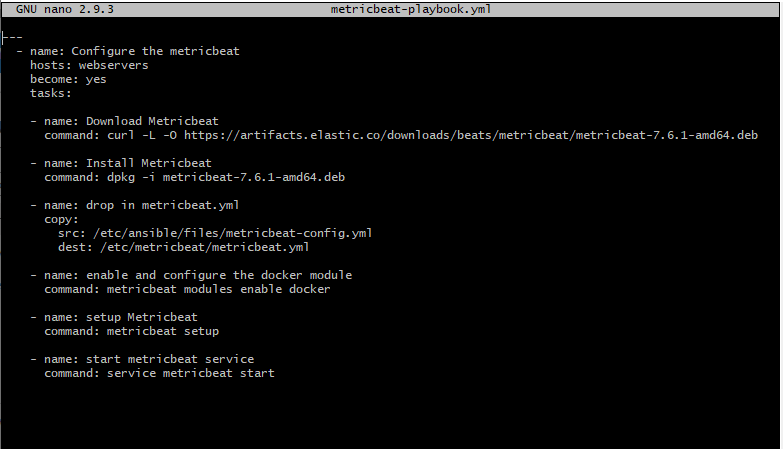 GNU nano 2.9.3 metricbeat-playbook.yml
---
- name: Configure the metricbeat
hosts: webservers
become: yes
tasks:
- name: Download Metricbeat
command: curl -L -O https://artifacts.elastic.co/downloads/beats/metricbeat/metricbeat-7.6.1-amd64.deb
- name: Install Metricbeat
command: dpkg -i metricbeat-7.6.1-amd64.deb
- name: drop in metricbeat.yml
copy:
src: /etc/ansible/files/metricbeat-config.yml
dest: /etc/metricbeat/metricbeat.yml
- name: enable and configure the docker module
command: metricbeat modules enable docker
- name: setup Metricbeat
command: metricbeat setup
- name: start metricbeat service
command: service metricbeat start